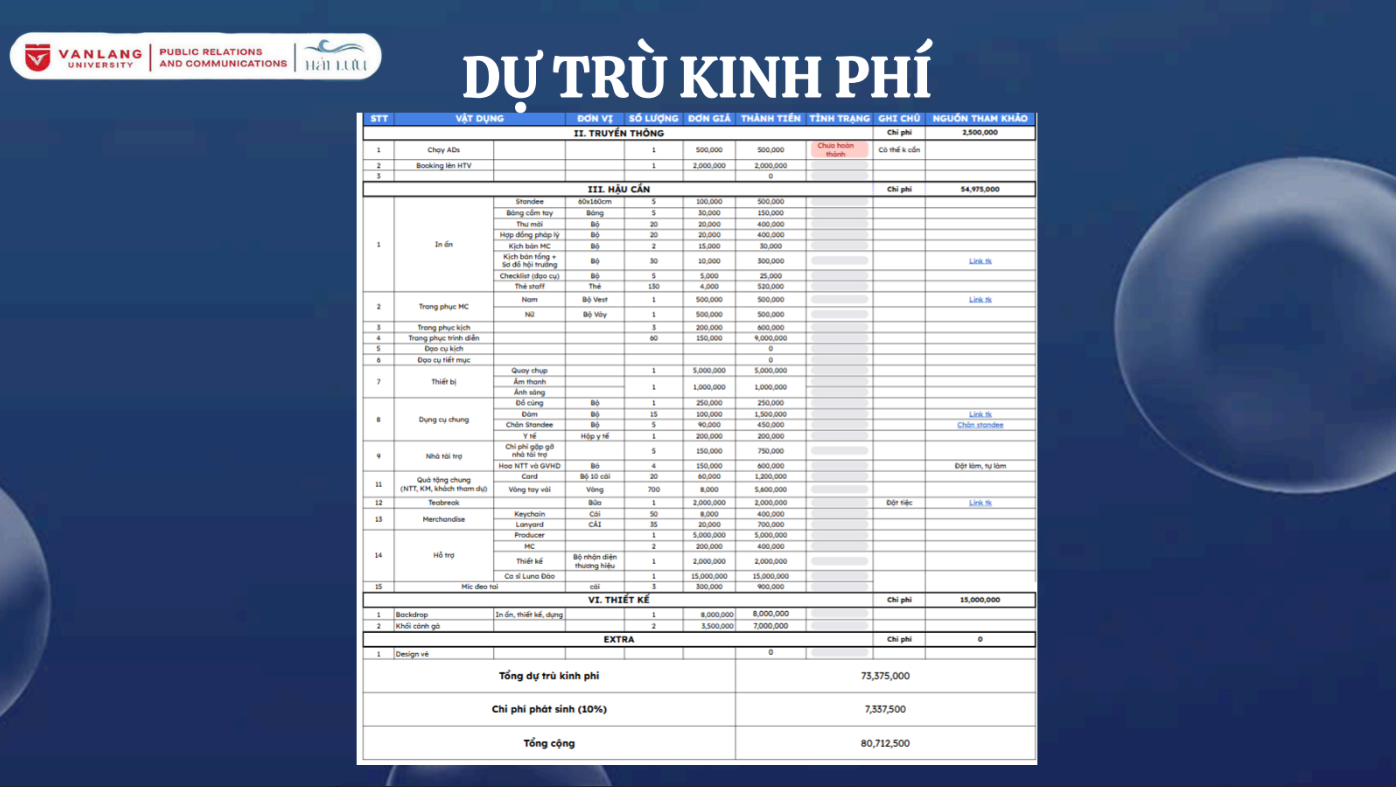 VANLANG
UNIVERSITY
PUBLIC RELATIONS
AND COMMUNICATIONS
HẢI LƯU
DỰ TRÙ KINH PHÍ
STT VẬT DỤNG ĐƠN VỊ SỐ LƯỢNG ĐƠN GIÁ THÀNH TIỀN TÌNH TRẠNG GHI CHÚ NGUỒN THAM KHẢO
II. TRUYỀN THÔNG Chi phí 2,500,000
1 Chạy ADs 1 500,000 500,000 Chưa hoàn thành Có thể k cần
2 Booking lên HTV 1 2,000,000 2,000,000
3 0
III. HẬU CẦN Chi phí 54,975,000
1 In ấn
Standee 60x160cm 5 100,000 500,000
Bảng cầm tay Bảng 5 30,000 150,000
Thư mời Bộ 20 20,000 400,000
Hợp đồng pháp lý Bộ 20 20,000 400,000
Kịch bản MC Bộ 2 15,000 30,000
Kịch bản tổng + Sơ đồ hội trường Bộ 30 10,000 300,000 Link tk
Checklist (đạo cụ) Bộ 5 5,000 25,000
Thẻ staff Thẻ 130 4,000 520,000
2 Trang phục MC
Nam Bộ Vest 1 500,000 500,000 Link tk
Nữ Bộ Váy 1 500,000 500,000
3 Trang phục kịch 3 200,000 600,000
4 Trang phục trình diễn 60 150,000 9,000,000
5 Đạo cụ kịch 0
6 Đạo cụ tiết mục 0
7 Thiết bị
Quay chụp 1 5,000,000 5,000,000
Âm thanh 1 1,000,000 1,000,000
Ánh sáng
8 Dụng cụ chung
Đồ cúng Bộ 1 250,000 250,000
Đàm Bộ 15 100,000 1,500,000 Link tk
Chân Standee Bộ 5 90,000 450,000 Chân standee
Y tế Hộp y tế 1 200,000 200,000
9 Nhà tài trợ
Chi phí gặp gỡ nhà tài trợ 5 150,000 750,000
Hoa NTT và GVHD Bó 4 150,000 600,000 Đặt làm, tự làm
11 Quà tặng chung (NTT, KM, khách tham dự)
Card Bộ 10 cái 20 60,000 1,200,000
Vòng tay vải Vòng 700 8,000 5,600,000
12 Teabreak Bữa 1 2,000,000 2,000,000 Đặt tiệc Link tk
13 Merchandise
Keychain Cái 50 8,000 400,000
Lanyard CÁI 35 20,000 700,000
14 Hỗ trợ
Producer 1 5,000,000 5,000,000
MC 2 200,000 400,000
Thiết kế Bộ nhận diện thương hiệu 1 2,000,000 2,000,000
Ca sĩ Luna Đào 1 15,000,000 15,000,000
15 Mic đeo tai cái 3 300,000 900,000
VI. THIẾT KẾ Chi phí 15,000,000
1 Backdrop In ấn, thiết kế, dựng 1 8,000,000 8,000,000
2 Khối cảnh gỗ 2 3,500,000 7,000,000
EXTRA Chi phí 0
1 Design vé 0
Tổng dự trù kinh phí 73,375,000
Chi phí phát sinh (10%) 7,337,500
Tổng cộng 80,712,500